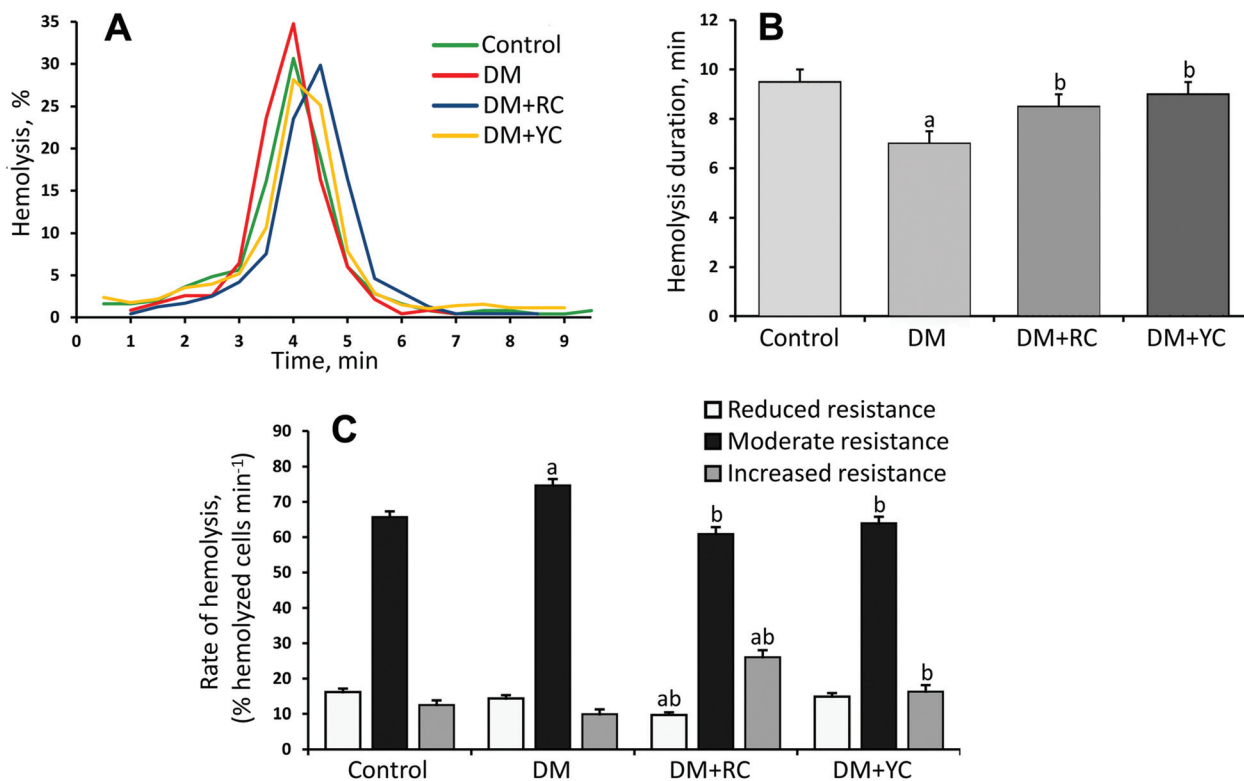 A
Hemolysis, %
35
30
25
20
15
10
5
0
0 1 2 3 4 5 6 7 8 9
Time, min
Control
DM
DM+RC
DM+YC
B
Hemolysis duration, min
12
10
8
6
4
2
0
a
b
b
Control DM DM+RC DM+YC
C
Reduced resistance
Moderate resistance
Increased resistance
Rate of hemolysis,
(% hemolyzed cells min⁻¹)
90
80
70
60
50
40
30
20
10
0
a
b
b
ab
ab
b
Control DM DM+RC DM+YC